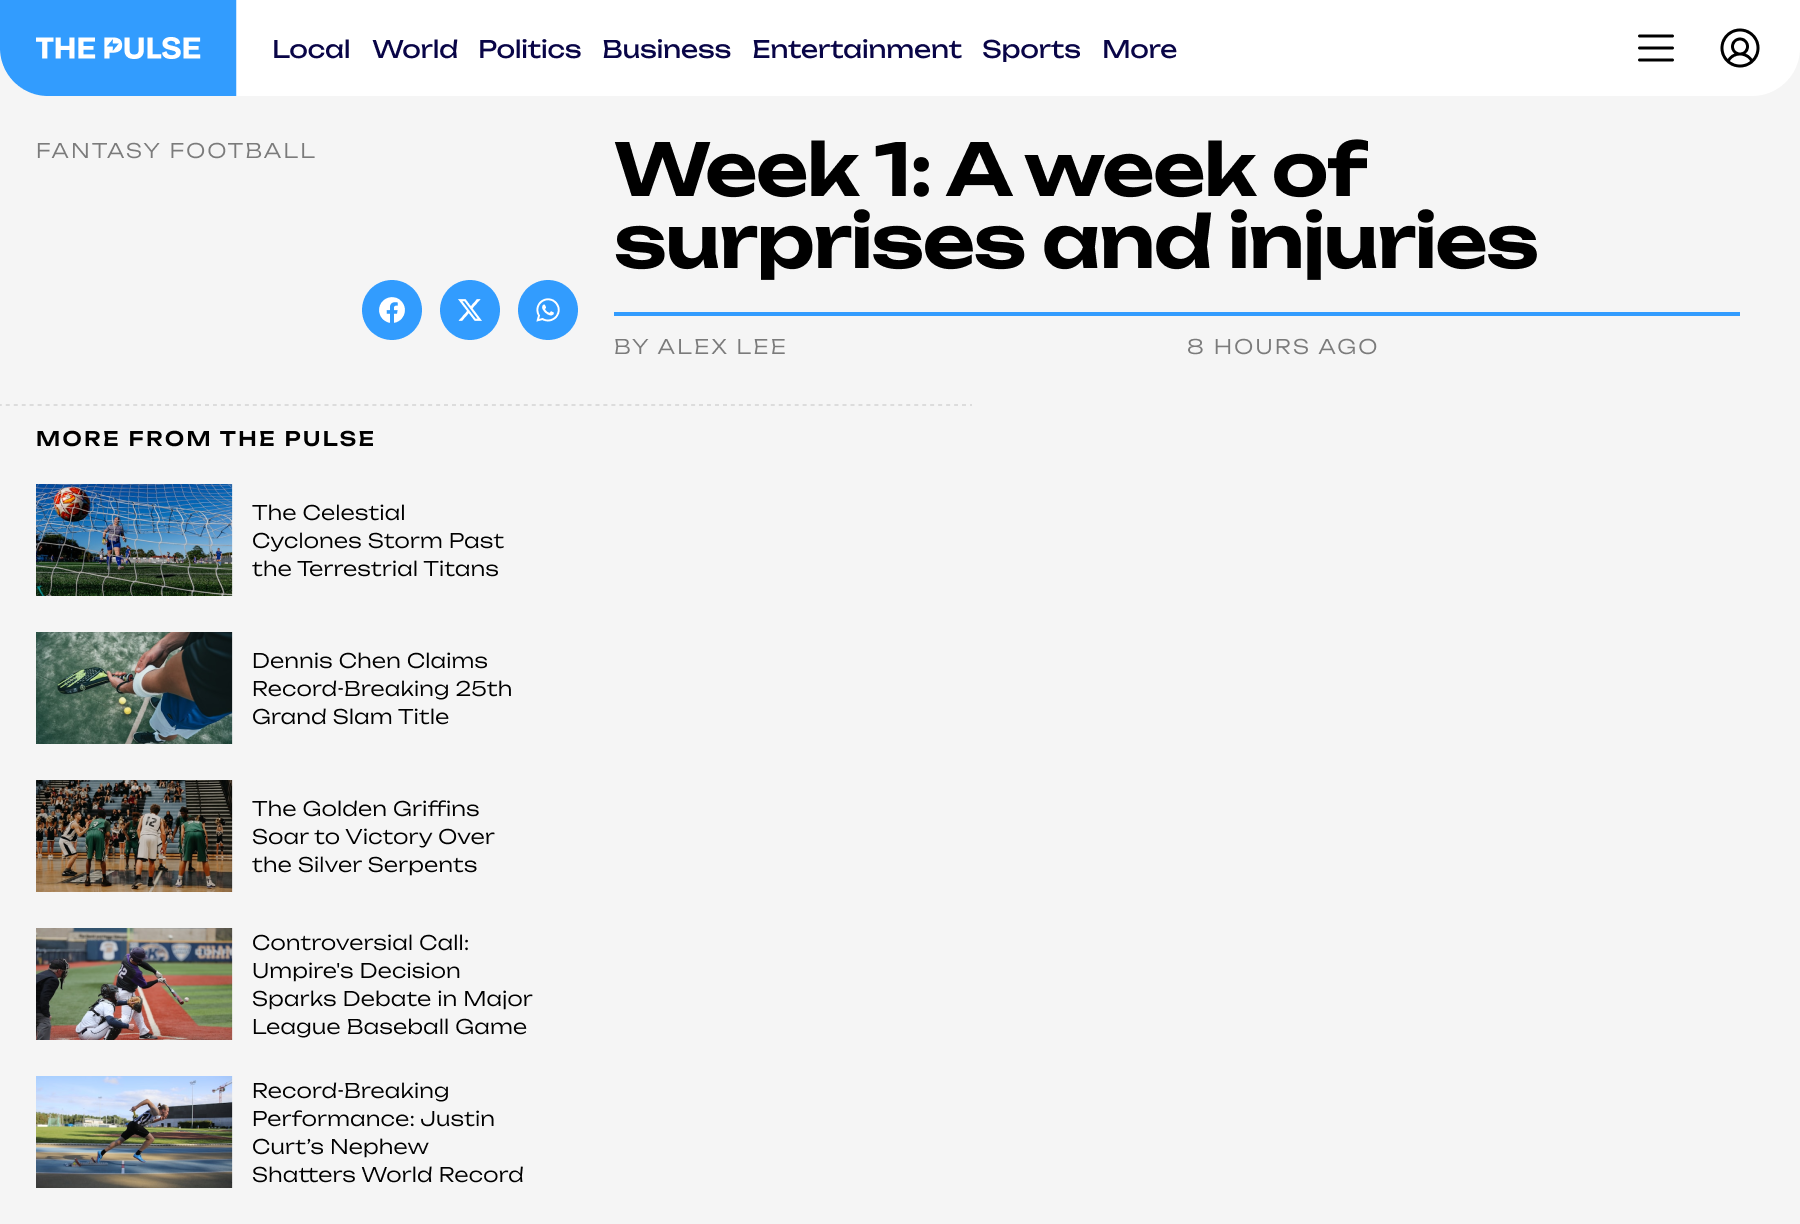 THE PULSE
Local World Politics Business Entertainment Sports More
FANTASY FOOTBALL
Week 1: A week of
surprises and injuries
BY ALEX LEE
8 HOURS AGO
MORE FROM THE PULSE
The Celestial
Cyclones Storm Past
the Terrestrial Titans
Dennis Chen Claims
Record-Breaking 25th
Grand Slam Title
The Golden Griffins
Soar to Victory Over
the Silver Serpents
12
Controversial Call:
Umpire's Decision
Sparks Debate in Major
League Baseball Game
Record-Breaking
Performance: Justin
Curt’s Nephew
Shatters World Record